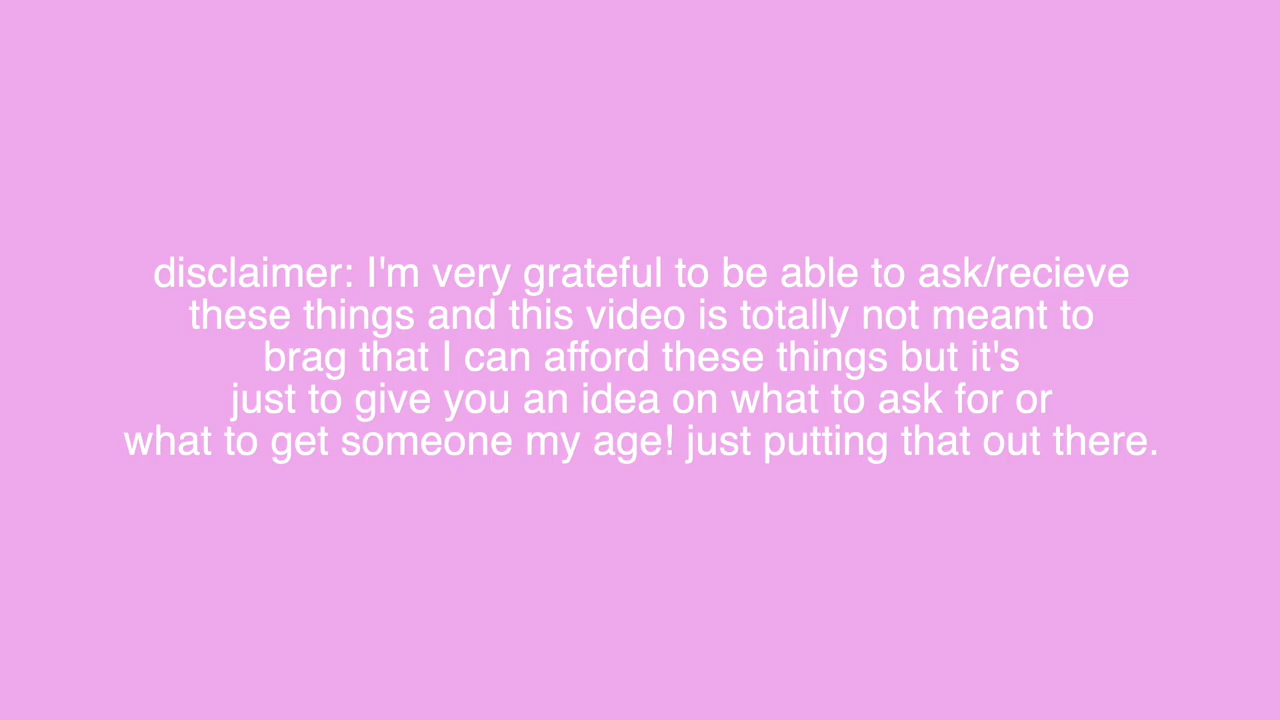 disclaimer: I'm very grateful to be able to ask/recieve
these things and this video is totally not meant to
brag that I can afford these things but it's
just to give you an idea on what to ask for or
what to get someone my age! just putting that out there.